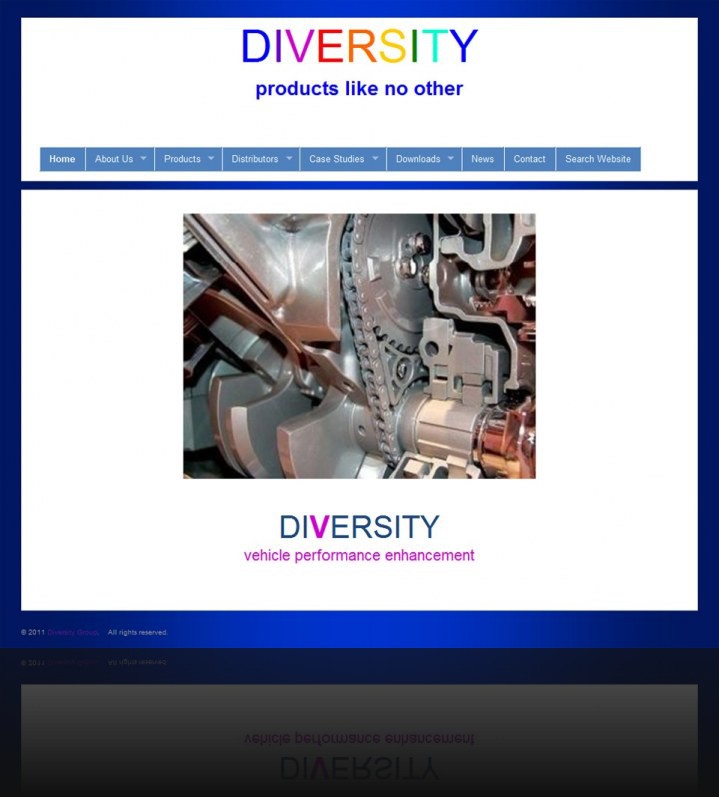 DIVERSITY
products like no other
Home About Us Products Distributors Case Studies Downloads News Contact Search Website
DIVERSITY
vehicle performance enhancement
© 2011 Diversity Group. All rights reserved.